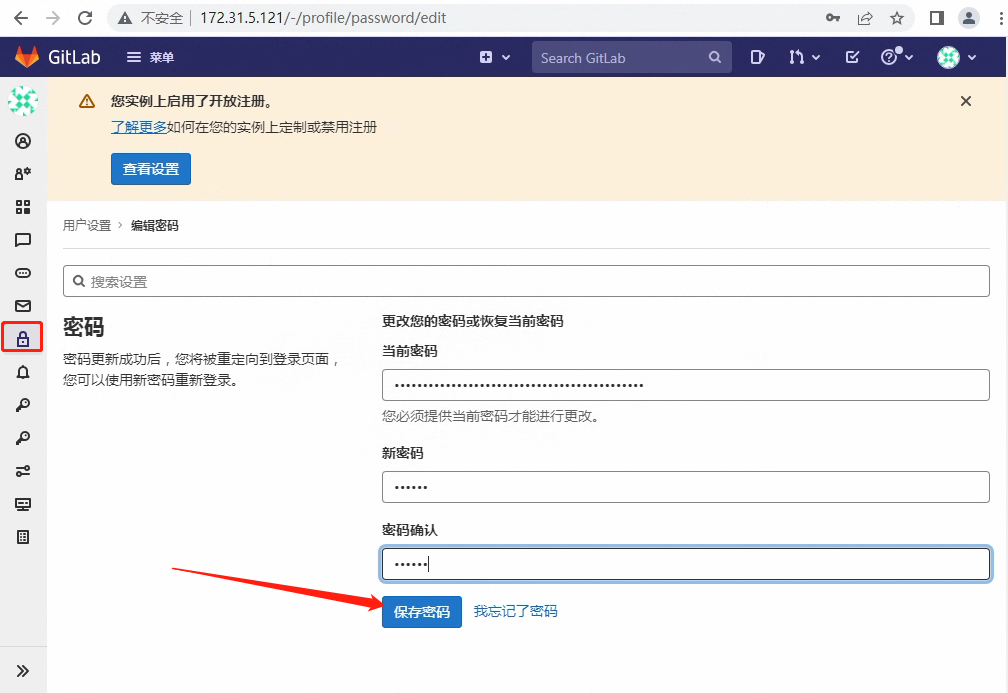 不安全 172.31.5.121/-/profile/password/edit
GitLab 菜单 Search GitLab
您实例上启用了开放注册。
了解更多如何在您的实例上定制或禁用注册
查看设置
用户设置 › 编辑密码
搜索设置
密码
密码更新成功后，您将被重定向到登录页面，
您可以使用新密码重新登录。
更改您的密码或恢复当前密码
当前密码
您必须提供当前密码才能进行更改。
新密码
密码确认
保存密码 我忘记了密码